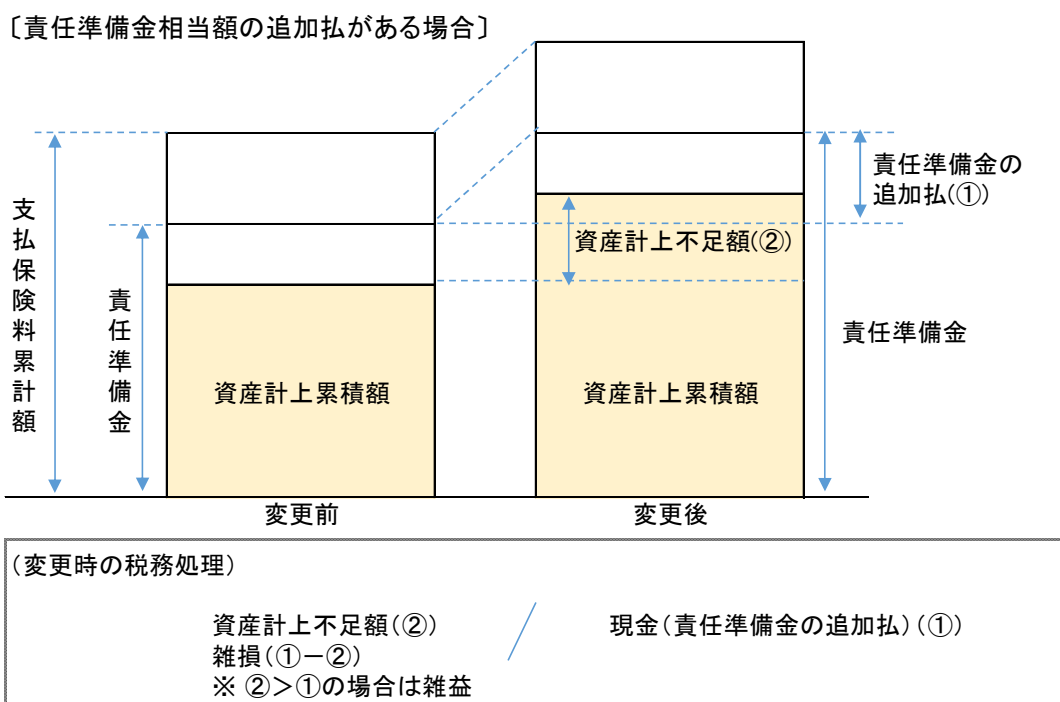 〔責任準備金相当額の追加払がある場合〕
支払保険料累計額
責任準備金
資産計上累積額
資産計上不足額(②)
資産計上累積額
責任準備金の
追加払(①)
責任準備金
変更前
変更後
(変更時の税務処理)
資産計上不足額(②) / 現金(責任準備金の追加払)(①)
雑損(①-②)
※ ②>①の場合は雑益